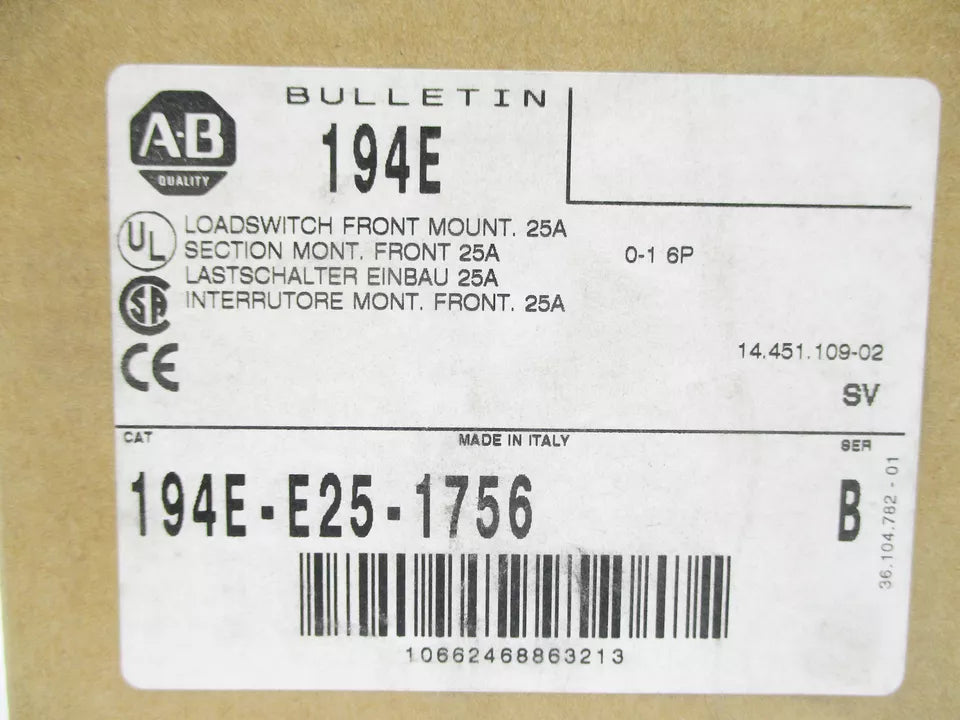 BULLETIN
194E
A-B
QUALITY
UL
LOADSWITCH FRONT MOUNT. 25A
SECTION MONT. FRONT 25A 0-1 6P
LASTSCHALTER EINBAU 25A
INTERRUTORE MONT. FRONT. 25A
SA
CE
14.451.109-02
SV
CAT MADE IN ITALY SER
194E-E25-1756 B
36.104.782-01
10662468863213